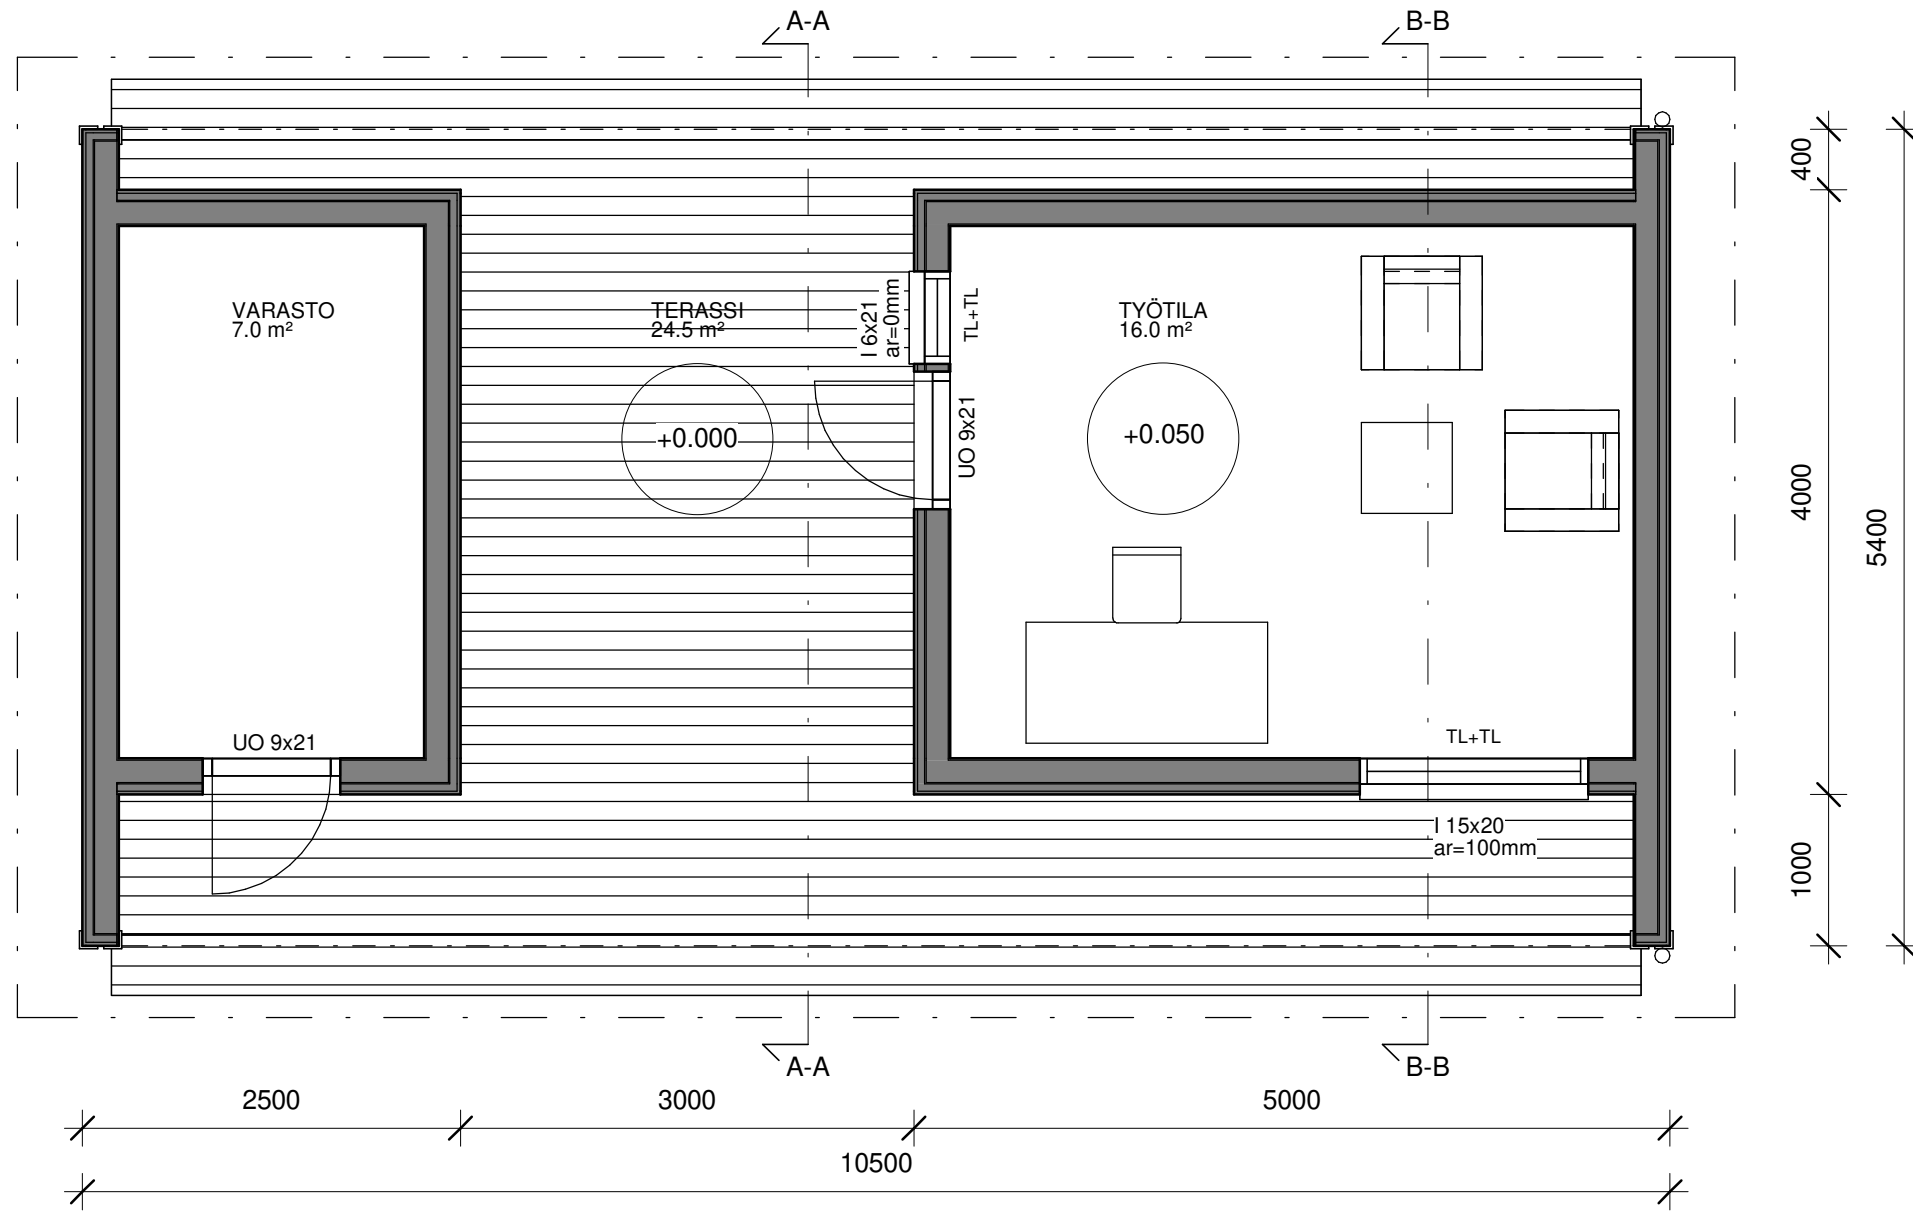 A-A
B-B
VARASTO
7.0 m²
TERASSI
24.5 m²
I 6x21
ar=0mm
TL+TL
TYÖTILA
16.0 m²
+0.000
UO 9x21
+0.050
UO 9x21
TL+TL
I 15x20
ar=100mm
400
4000
5400
1000
A-A
B-B
2500
3000
5000
10500